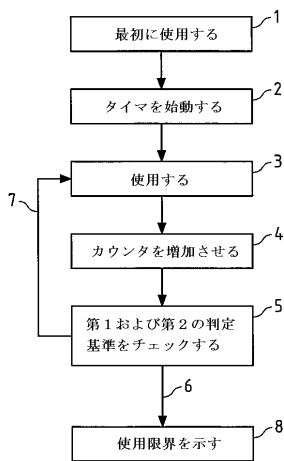 最初に使用する
1
タイマを始動する
2
使用する
3
7
カウンタを増加させる
4
第1および第2の判定
基準をチェックする
5
6
使用限界を示す
8